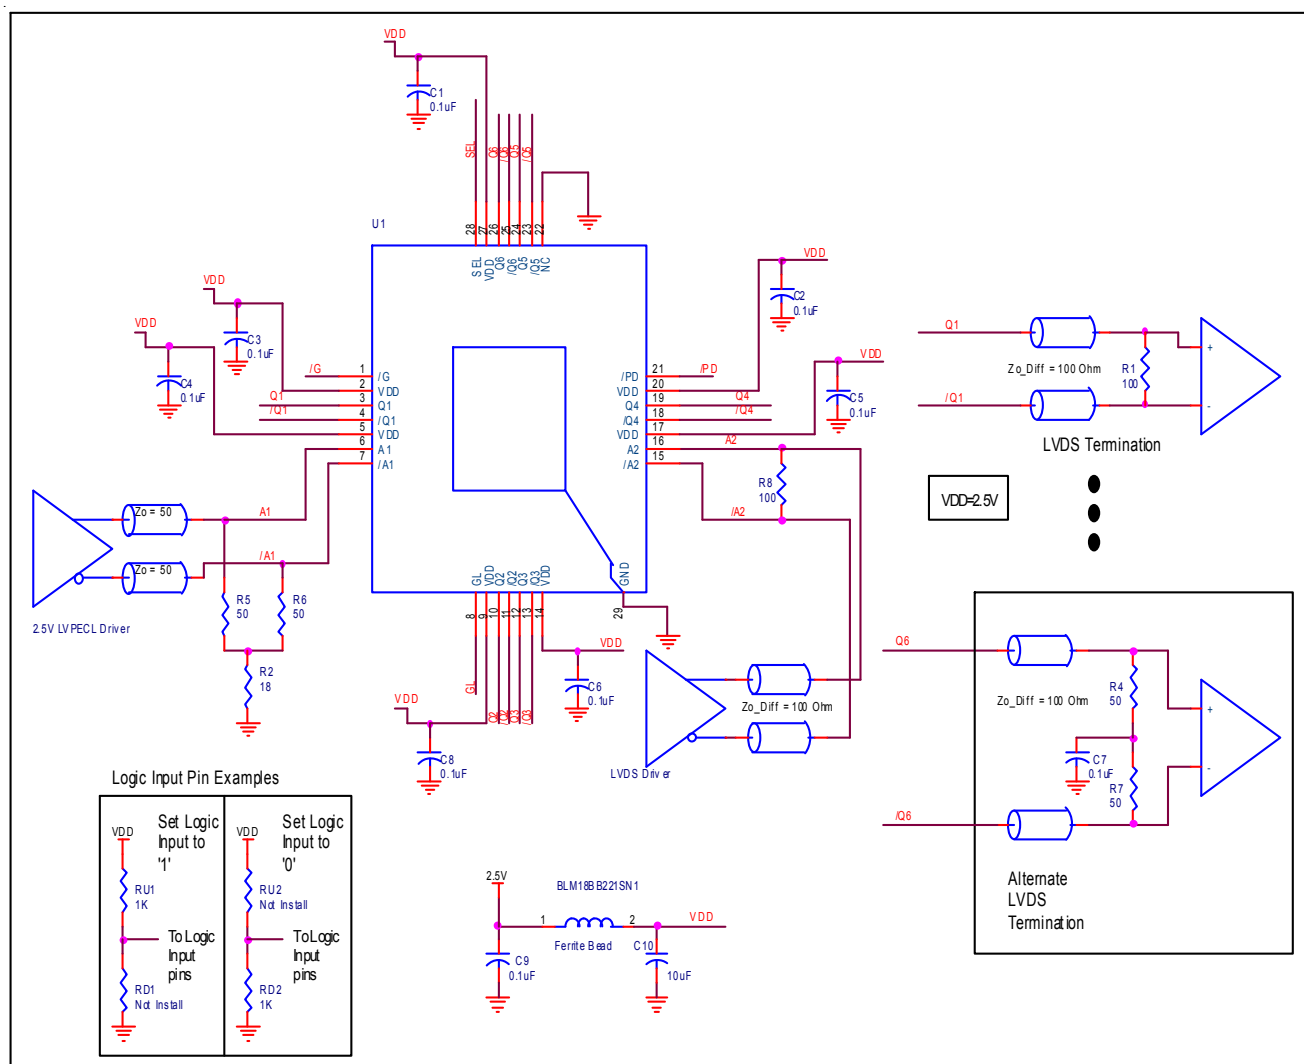 VDD
C1
0.1uF
SEL
Q6
/Q6
Q5
/Q5
U1
28
27
26
25
24
23
22
SEL
VDD
Q6
/Q6
Q5
/Q5
NC
VDD
C2
0.1uF
VDD
C3
0.1uF
VDD
C4
0.1uF
/G
1
/G
2
VDD
Q1
3
Q1
/Q1
4
/Q1
5
VDD
6
A1
7
/A1
/PD
21
/PD
VDD
20
Q4
19
Q4
/Q4
18
/Q4
VDD
17
A2
16
A2
/A2
15
VDD
C5
0.1uF
R8
100
/A2
Q1
Zo_Diff = 100 Ohm
/Q1
R1
100
+
-
LVDS Termination
VDD=2.5V
Zo = 50
A1
Zo = 50
/A1
R5
50
R6
50
2.5V LVPECL Driver
R2
18
GL
VDD
Q2
/Q2
Q3
/Q3
VDD
GND
8
9
10
11
12
13
14
29
GL
Q2
/Q2
Q3
/Q3
VDD
C6
0.1uF
VDD
C8
0.1uF
Zo_Diff = 100 Ohm
LVDS Driver
Q6
Zo_Diff = 100 Ohm
R4
50
C7
0.1uF
R7
50
+
-
/Q6
Alternate
LVDS
Termination
Logic Input Pin Examples
VDD
Set Logic
Input to
'1'
RU1
1K
To Logic
Input
pins
RD1
Not Install
VDD
Set Logic
Input to
'0'
RU2
Not Install
To Logic
Input
pins
RD2
1K
2.5V
BLM18BB221SN1
1
2
VDD
Ferrite Bead
C9
0.1uF
C10
10uF